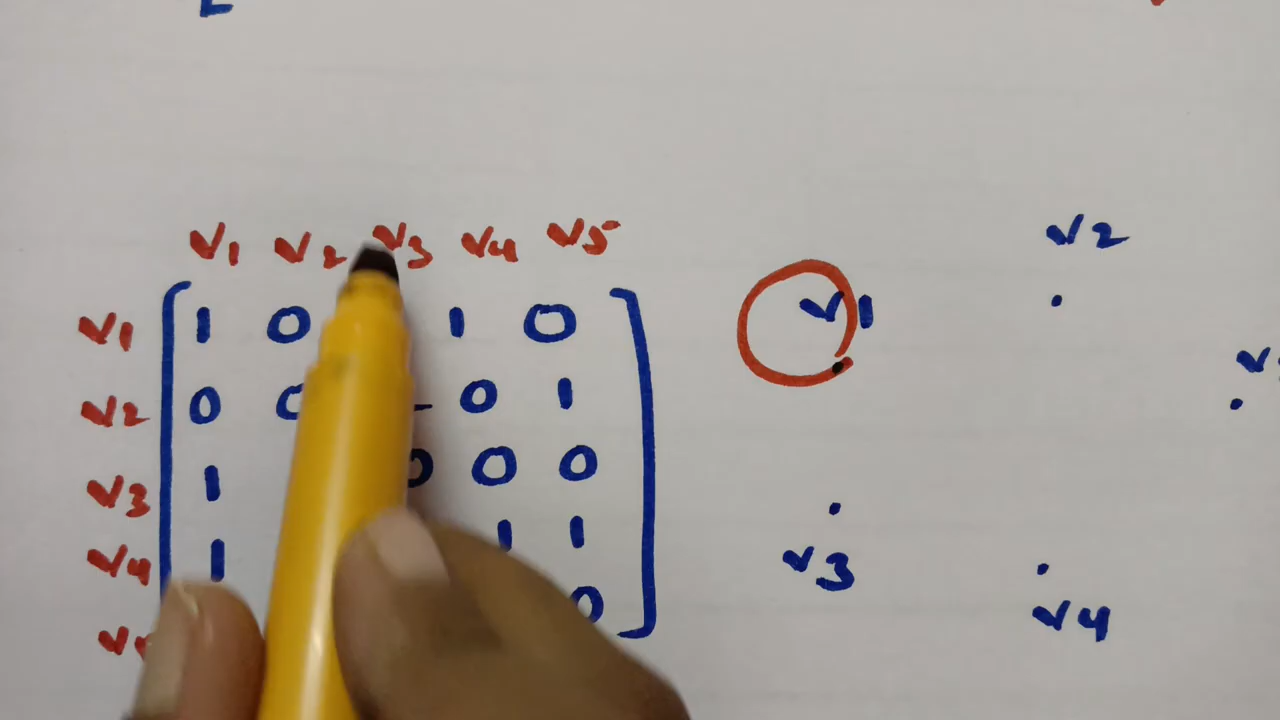 v1 v2 v3 v4 v5
v1 1 0 1 0
v2 0 0 1
v3 1 0 0 0
v4 1 1 1
0
v1
v2
v3
v4